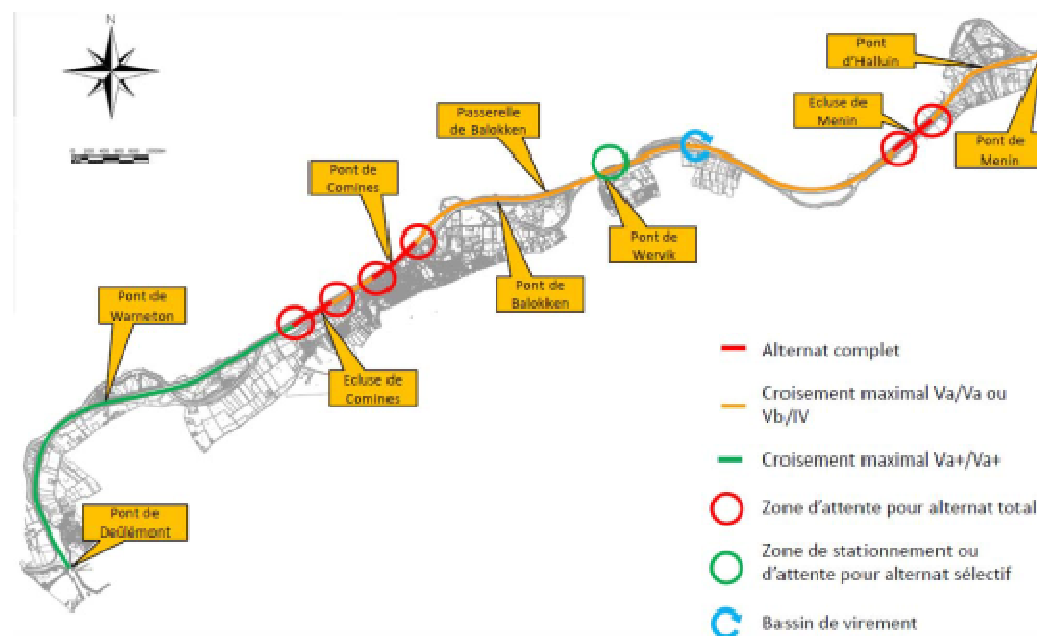 N
Pont
d'Halluin
Ecluse de
Menin
Passerelle
de Balokken
Pont de
Menin
Pont de
Comines
Pont de
Wervik
Pont de
Balokken
Pont de
Warneton
Ecluse de
Comines
Pont de
Deûlémont
Alternat complet
Croisement maximal Va/Va ou
Vb/IV
Croisement maximal Va+/Va+
Zone d'attente pour alternat total
Zone de stationnement ou
d'attente pour alternat sélectif
Bassin de virement